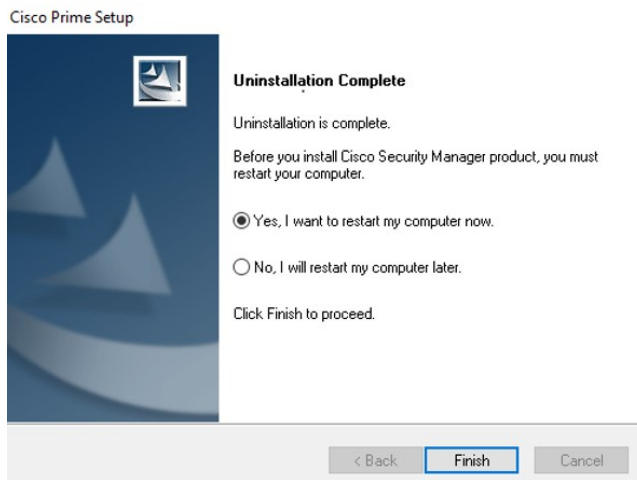 Cisco Prime Setup
Uninstallation Complete
Uninstallation is complete.
Before you install Cisco Security Manager product, you must
restart your computer.
Yes, I want to restart my computer now.
No, I will restart my computer later.
Click Finish to proceed.
< Back
Finish
Cancel